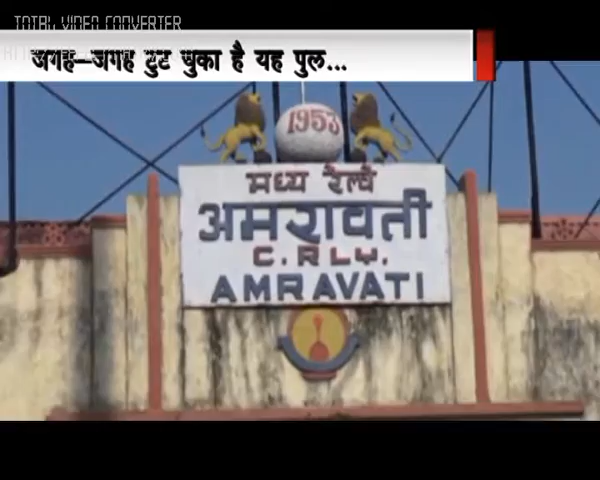 TOTAL VIDEO CONVERTER
जगह–जगह टुट चुका है यह पुल...
1953
मध्य रेल्वे
अमरावती
C.RLY.
AMRAVATI